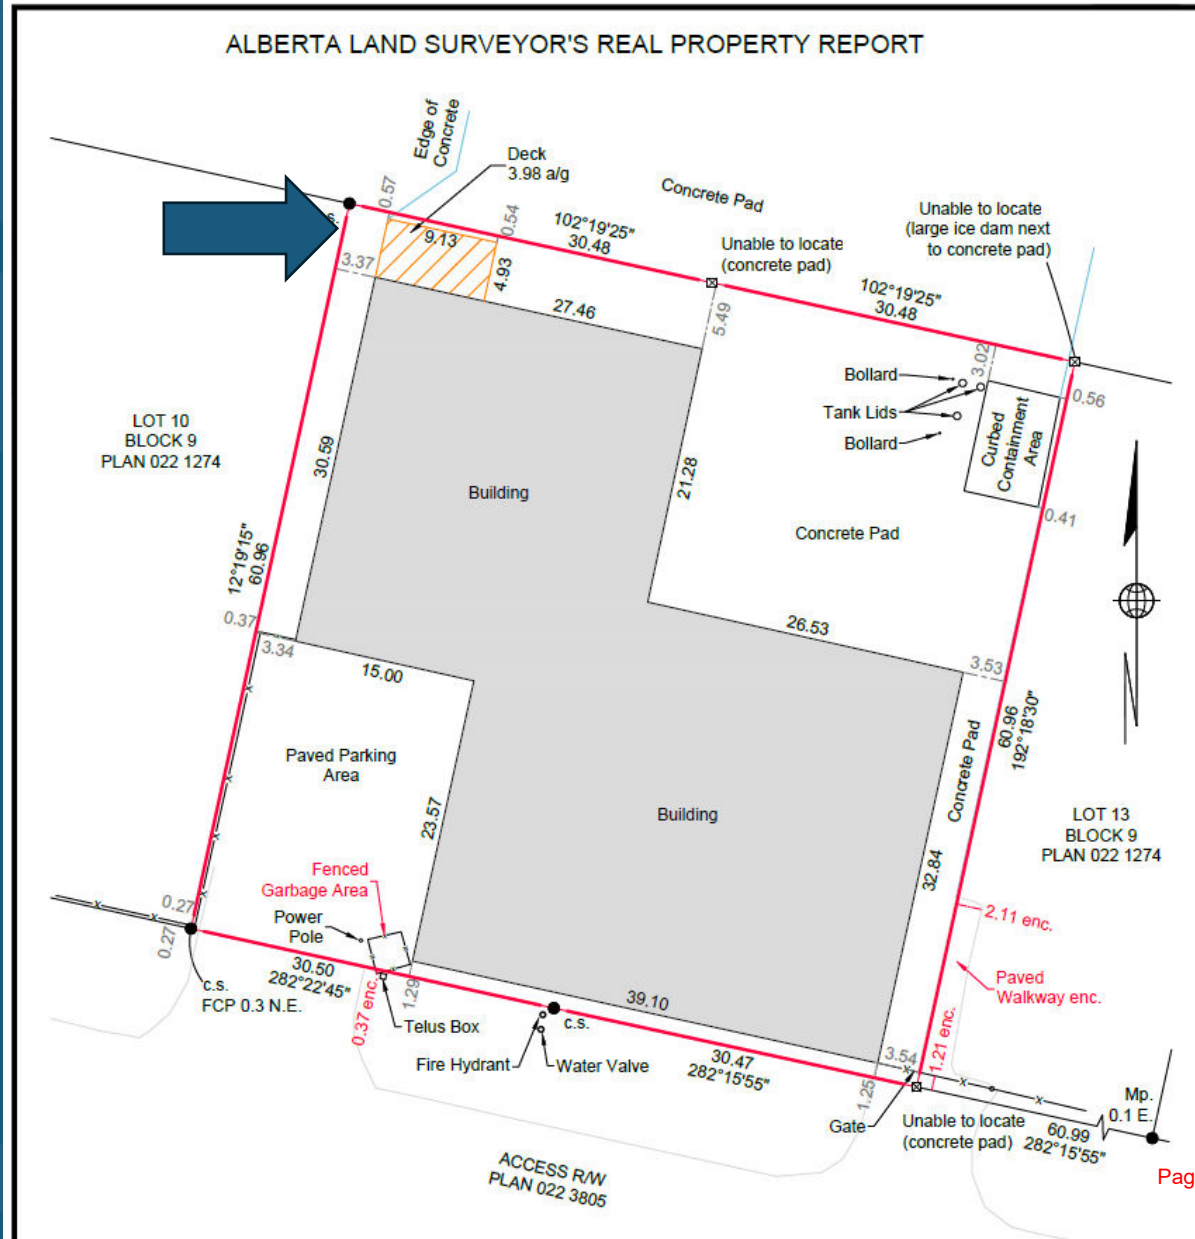 ALBERTA LAND SURVEYOR'S REAL PROPERTY REPORT
Edge of
Concrete
Deck
3.98 a/g
Concrete Pad
Unable to locate
(large ice dam next
to concrete pad)
0.57
0.54
102°19'25"
30.48
Unable to locate
(concrete pad)
s.
9.13
3.37
4.93
102°19'25"
30.48
27.46
5.49
3.02
Bollard
Tank Lids
Bollard
0.56
Curbed
Containment
Area
0.41
LOT 10
BLOCK 9
PLAN 022 1274
30.59
Building
21.28
Concrete Pad
12°19'15"
60.96
0.37
3.34
15.00
26.53
3.53
60.96
192°18'30"
Paved Parking
Area
Concrete Pad
23.57
Building
LOT 13
BLOCK 9
PLAN 022 1274
32.84
Fenced
Garbage Area
Power
Pole
0.27
0.27
2.11 enc.
Paved
Walkway enc.
c.s.
FCP 0.3 N.E.
30.50
282°22'45"
0.37 enc.
1.29
Telus Box
39.10
c.s.
Fire Hydrant
Water Valve
30.47
282°15'55"
3.54
1.21 enc.
1.25
Gate
Unable to locate
(concrete pad)
Mp.
0.1 E.
60.99
282°15'55"
ACCESS R/W
PLAN 022 3805
Pag